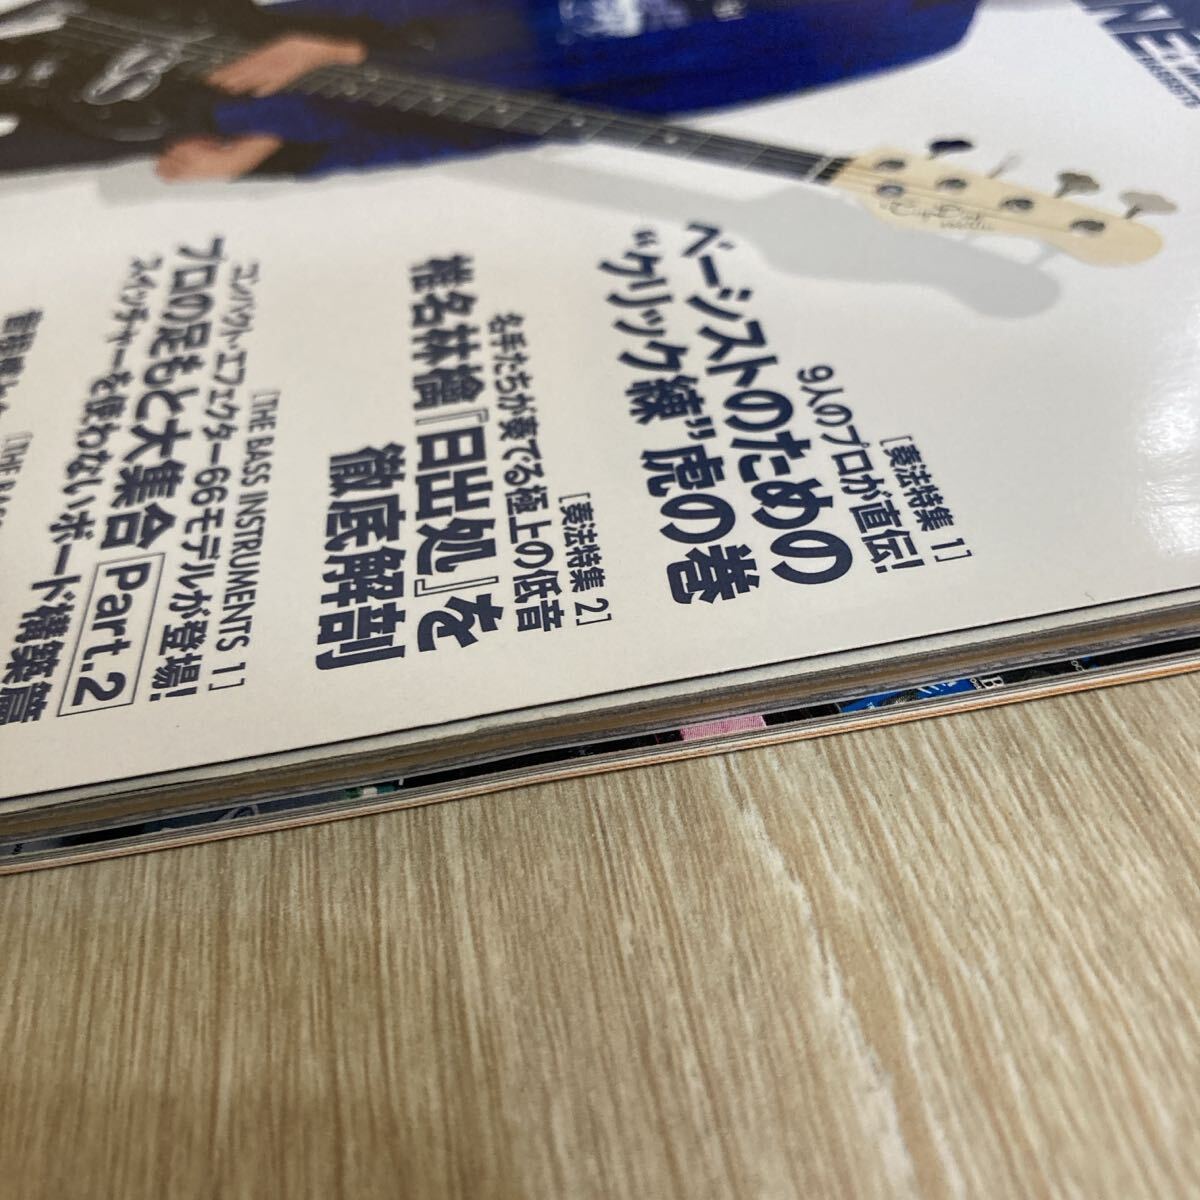 [奏法特集 1]
9人のプロが直伝!
ベーシストのための
“クリック練”虎の巻
[奏法特集 2]
名手たちが奏でる極上の低音
椎名林檎『日出処』を
徹底解剖
[THE BASS INSTRUMENTS 1]
コンパクト・エフェクター66モデルが登場!
プロの足もと大集合 Part.2
スイッチャーを使わないボード構築篇